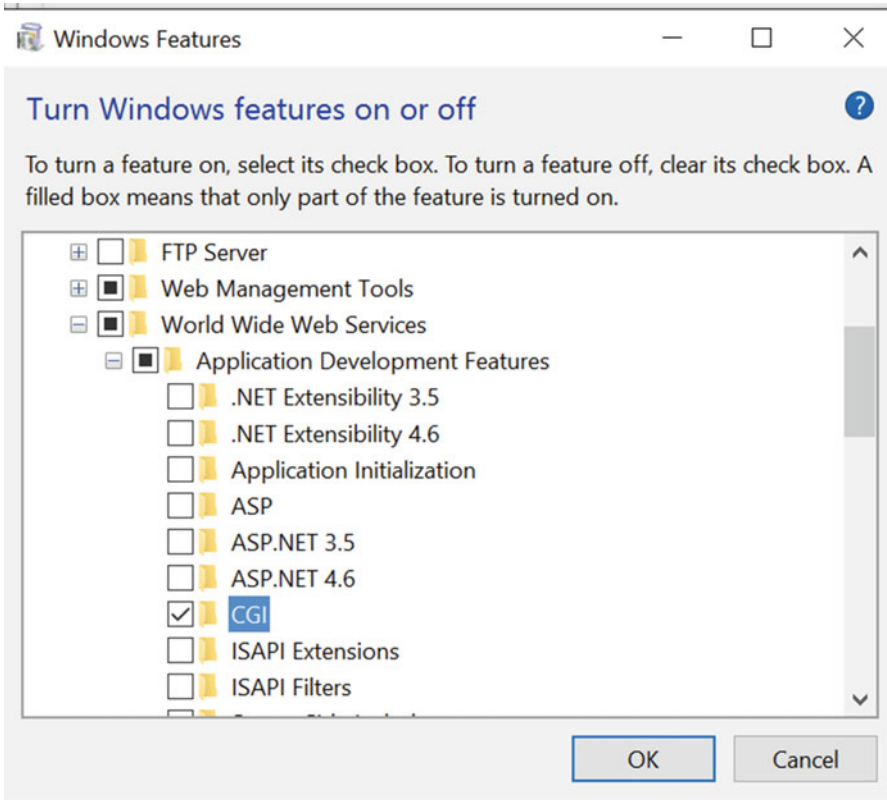 Windows Features
Turn Windows features on or off
?
To turn a feature on, select its check box. To turn a feature off, clear its check box. A
filled box means that only part of the feature is turned on.
FTP Server
Web Management Tools
World Wide Web Services
Application Development Features
.NET Extensibility 3.5
.NET Extensibility 4.6
Application Initialization
ASP
ASP.NET 3.5
ASP.NET 4.6
CGI
ISAPI Extensions
ISAPI Filters
OK
Cancel